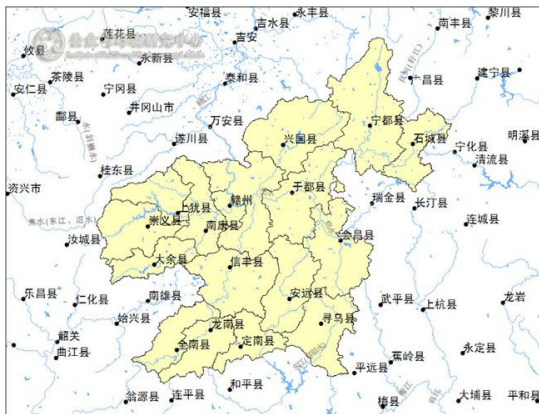 安福县
永丰县
黎川县
莲花县
吉水县
南丰县
吉安
攸县
永新县
茶陵县
泰和县
昌县
建宁县
安仁县
宁冈县
井冈山市
酃县
万安县
宁都县
明溪县
遂川县
兴国县
石城县
宁化县
清流县
桂东县
资兴市
于都县
瑞金县
长汀县
上犹县
赣州
崇义县
南康县
连城县
汝城县
会昌县
大余县
信丰县
乐昌县
仁化县
南雄县
安远县
武平县
上杭县
龙岩
始兴县
龙南县
寻乌县
韶关
曲江县
全南县
定南县
永定县
蕉岭县
平远县
翁源县
连平县
和平县
梅县
大埔县
平和县